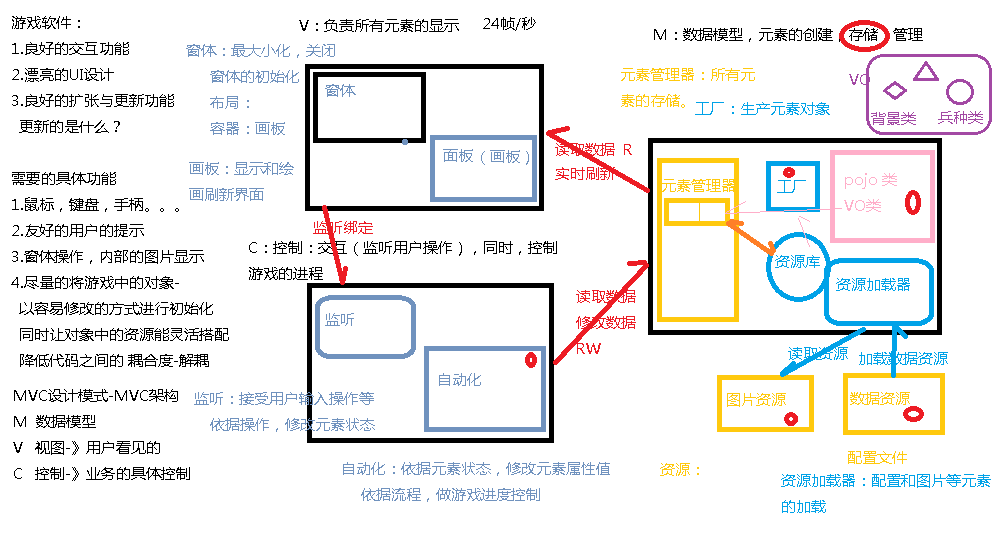 游戏软件：
1.良好的交互功能
2.漂亮的UI设计
3.良好的扩张与更新功能
更新的是什么？
需要的具体功能
1.鼠标，键盘，手柄。。。
2.友好的用户的提示
3.窗体操作，内部的图片显示
4.尽量的将游戏中的对象-
以容易修改的方式进行初始化
同时让对象中的资源能灵活搭配
降低代码之间的 耦合度-解耦
MVC设计模式-MVC架构
M 数据模型
V 视图-》用户看见的
C 控制-》业务的具体控制
V：负责所有元素的显示 24帧/秒
窗体：最大小化，关闭
窗体的初始化
布局：
容器：画板
画板：显示和绘
画刷新界面
窗体
面板（画板）
监听绑定
C：控制：交互（监听用户操作），同时，控制
游戏的进程
监听
自动化
监听：接受用户输入操作等
依据操作，修改元素状态
自动化：依据元素状态，修改元素属性值
依据流程，做游戏进度控制
读取数据 R
实时刷新
读取数据
修改数据
RW
M：数据模型，元素的创建，存储，管理
元素管理器：所有元
素的存储。
工厂：生产元素对象
VO
背景类
兵种类
元素管理器
工厂
pojo 类
VO类
资源库
资源加载器
读取资源
加载数据资源
图片资源
数据资源
配置文件
资源：
资源加载器：配置和图片等元素
的加载